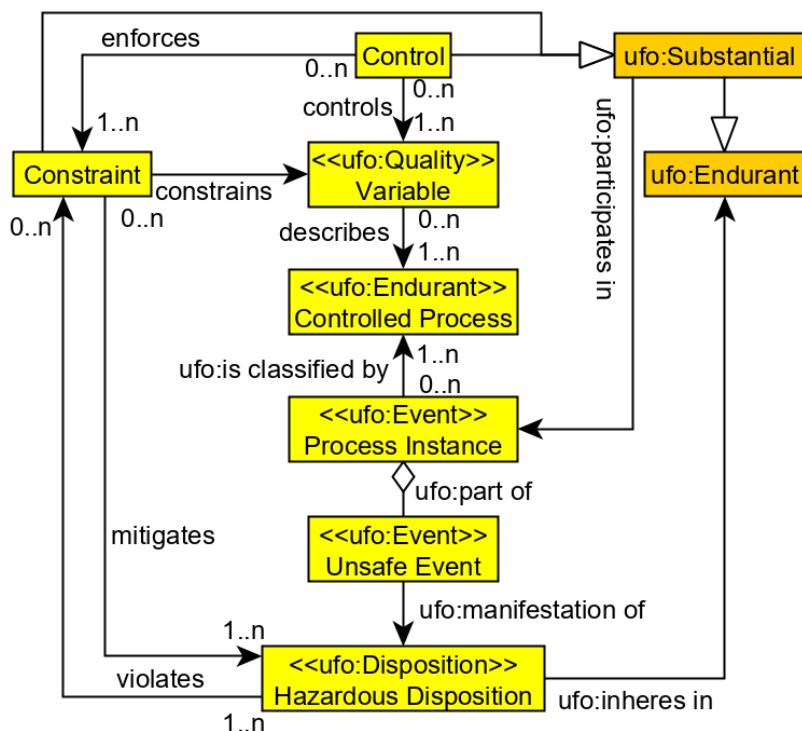 enforces
Control
ufo:Substantial
0..n
0..n
controls
1..n
1..n
ufo:participates in
Constraint
constrains
<<ufo:Quality>>
Variable
ufo:Endurant
0..n
0..n
0..n
describes
1..n
<<ufo:Endurant>>
Controlled Process
ufo:is classified by
1..n
0..n
<<ufo:Event>>
Process Instance
ufo:part of
mitigates
<<ufo:Event>>
Unsafe Event
ufo:manifestation of
1..n
violates
<<ufo:Disposition>>
Hazardous Disposition
ufo:inheres in
1..n